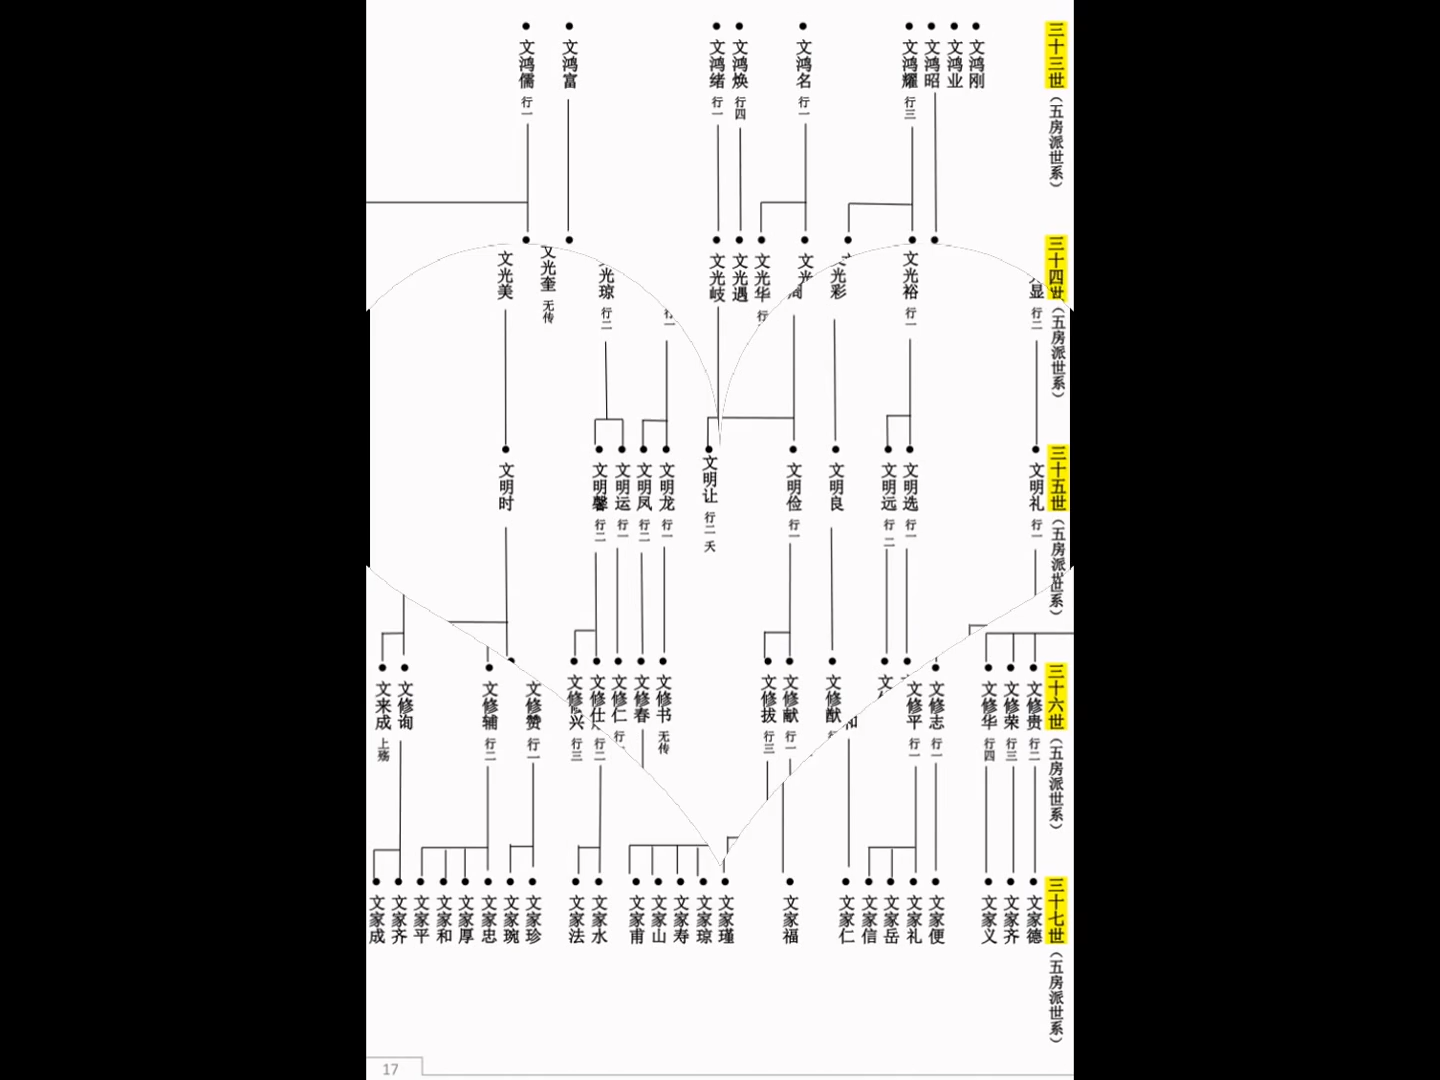 三十三世（五房派世系）
文鸿刚
文鸿业
文鸿昭
文鸿耀 行三
文鸿名 行一
文鸿焕 行四
文鸿绪 行一
文鸿富
文鸿儒 行一
三十四世（五房派世系）
显 行二
文光裕 行一
光彩
文光
文光华 行
文光遇
文光岐
行一
光琼 行二
文光奎 无传
文光美
三十五世（五房派世系）
文明礼 行一
文明选 行一
文明远 行二
文明良
文明俭 行一
文明让 行二 夭
文明龙 行一
文明凤 行二
文明运 行一
文明馨 行二
文明时
三十六世（五房派世系）
文修贵 行二
文修荣 行三
文修华 行四
文修志 行一
文修平 行一
和
文修猷
文修献 行一
文修拔 行三
文修书 无传
文修春
文修仁 行
文修仕 行二
文修兴 行三
文修赞 行一
文修辅 行二
文修询
文来成 上殇
三十七世（五房派世系）
文家德
文家齐
文家义
文家便
文家礼
文家岳
文家信
文家仁
文家福
文家瑾
文家琼
文家寿
文家山
文家甫
文家水
文家法
文家珍
文家琬
文家忠
文家厚
文家和
文家平
文家齐
文家成
17